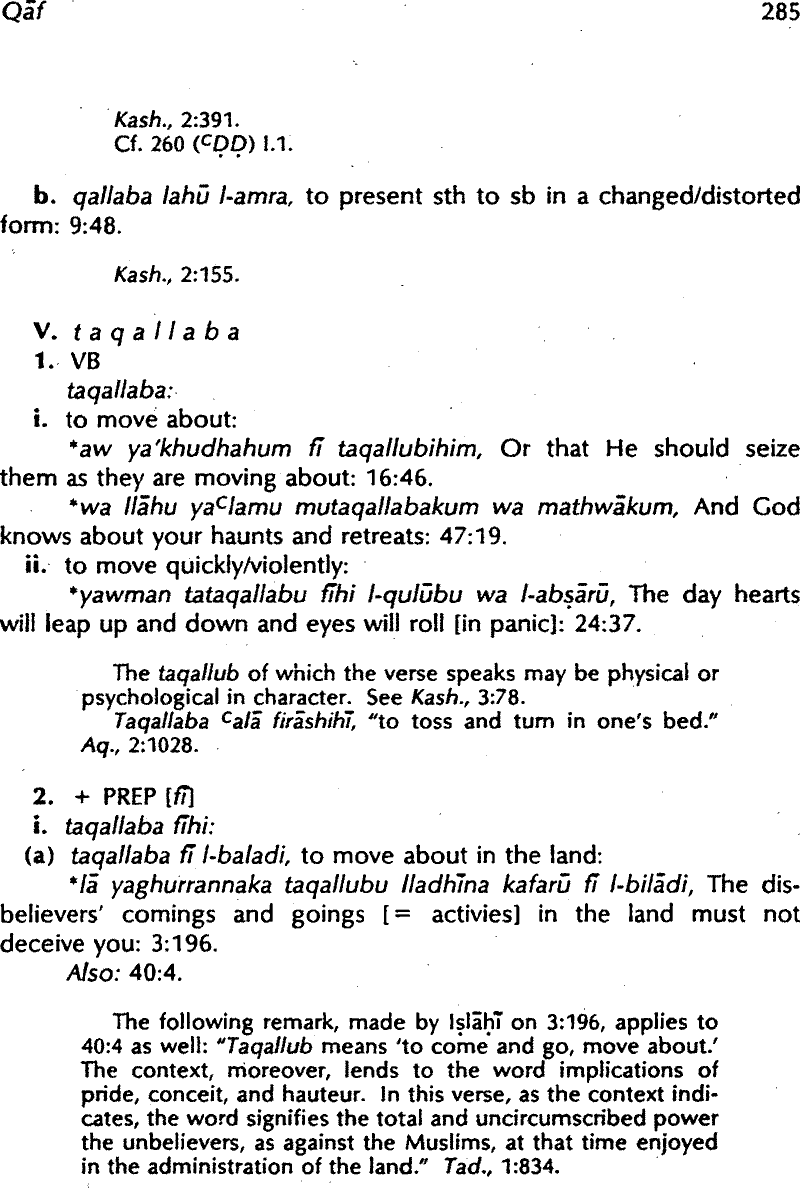 Qāf 285
Kash., 2:391.
Cf. 260 (ᶜḌḌ) I.1.
b. qallaba lahū l-amra, to present sth to sb in a changed/distorted
form: 9:48.
Kash., 2:155.
V. t a q a l l a b a
1. VB
taqallaba:
i. to move about:
*aw ya'khudhahum fī taqallubihim, Or that He should seize
them as they are moving about: 16:46.
*wa llāhu yaᶜlamu mutaqallabakum wa mathwākum, And God
knows about your haunts and retreats: 47:19.
ii. to move quickly/violently:
*yawman tataqallabu fīhi l-qulūbu wa l-abṣārū, The day hearts
will leap up and down and eyes will roll [in panic]: 24:37.
The taqallub of which the verse speaks may be physical or
psychological in character. See Kash., 3:78.
Taqallaba ᶜalā firāshihī, "to toss and turn in one's bed."
Aq., 2:1028.
2. + PREP [fī]
i. taqallaba fīhi:
(a) taqallaba fī l-baladi, to move about in the land:
*lā yaghurrannaka taqallubu lladhīna kafarū fī l-bilādi, The dis-
believers' comings and goings [= activies] in the land must not
deceive you: 3:196.
Also: 40:4.
The following remark, made by Iṣlāḥī on 3:196, applies to
40:4 as well: "Taqallub means 'to come and go, move about.'
The context, moreover, lends to the word implications of
pride, conceit, and hauteur. In this verse, as the context indi-
cates, the word signifies the total and uncircumscribed power
the unbelievers, as against the Muslims, at that time enjoyed
in the administration of the land." Tad., 1:834.